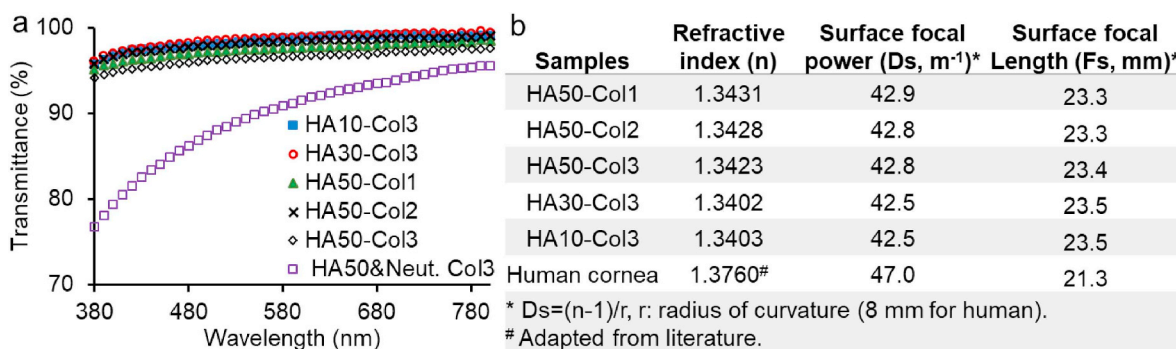 a
Transmittance (%)
100
90
80
70
380
480
580
680
780
Wavelength (nm)
HA10-Col3
HA30-Col3
HA50-Col1
HA50-Col2
HA50-Col3
HA50&Neut. Col3
b
Samples Refractive index (n) Surface focal power (Ds, m⁻¹)* Surface focal Length (Fs, mm)*
HA50-Col1 1.3431 42.9 23.3
HA50-Col2 1.3428 42.8 23.3
HA50-Col3 1.3423 42.8 23.4
HA30-Col3 1.3402 42.5 23.5
HA10-Col3 1.3403 42.5 23.5
Human cornea 1.3760# 47.0 21.3
* Ds=(n-1)/r, r: radius of curvature (8 mm for human).
# Adapted from literature.